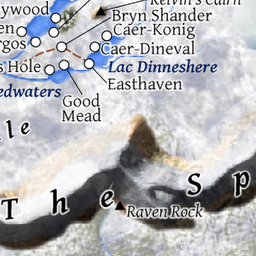 Kelvin's Cairn
ywood
Bryn Shander
en
Caer-Konig
rgos
Caer-Dineval
s Hole
Lac Dinneshere
edwaters
Easthaven
Good
Mead
le
The Sp
Raven Rock